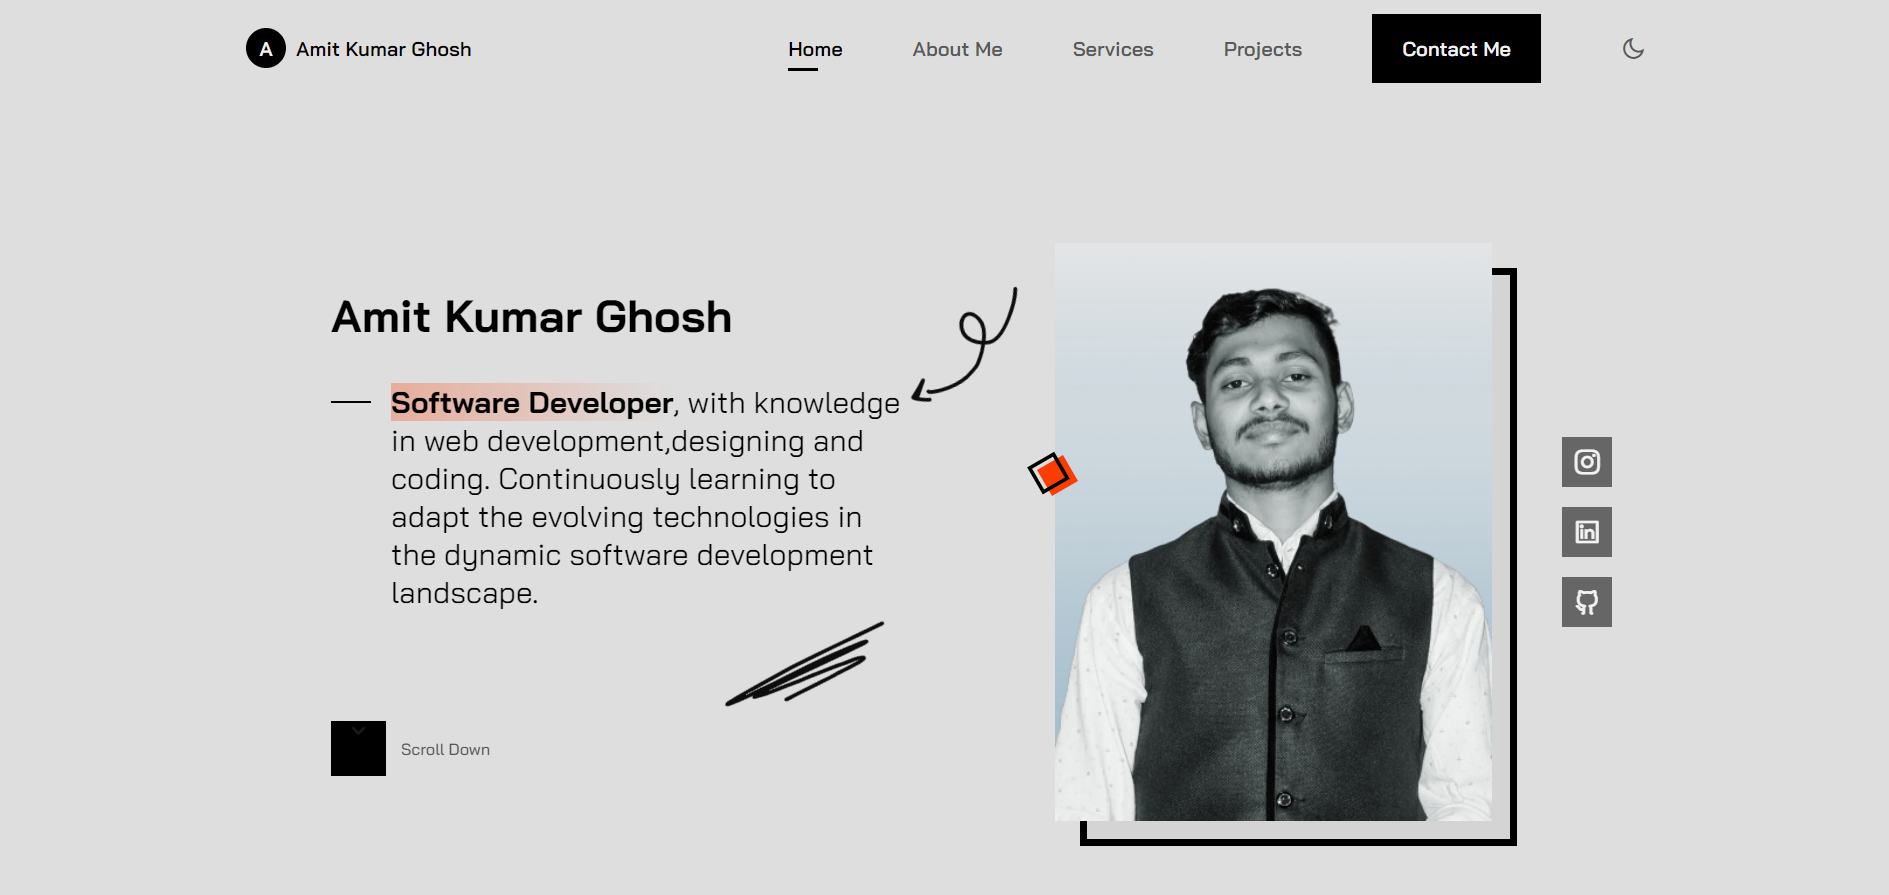 A Amit Kumar Ghosh
Home About Me Services Projects Contact Me
Amit Kumar Ghosh
Software Developer, with knowledge
in web development,designing and
coding. Continuously learning to
adapt the evolving technologies in
the dynamic software development
landscape.
Scroll Down